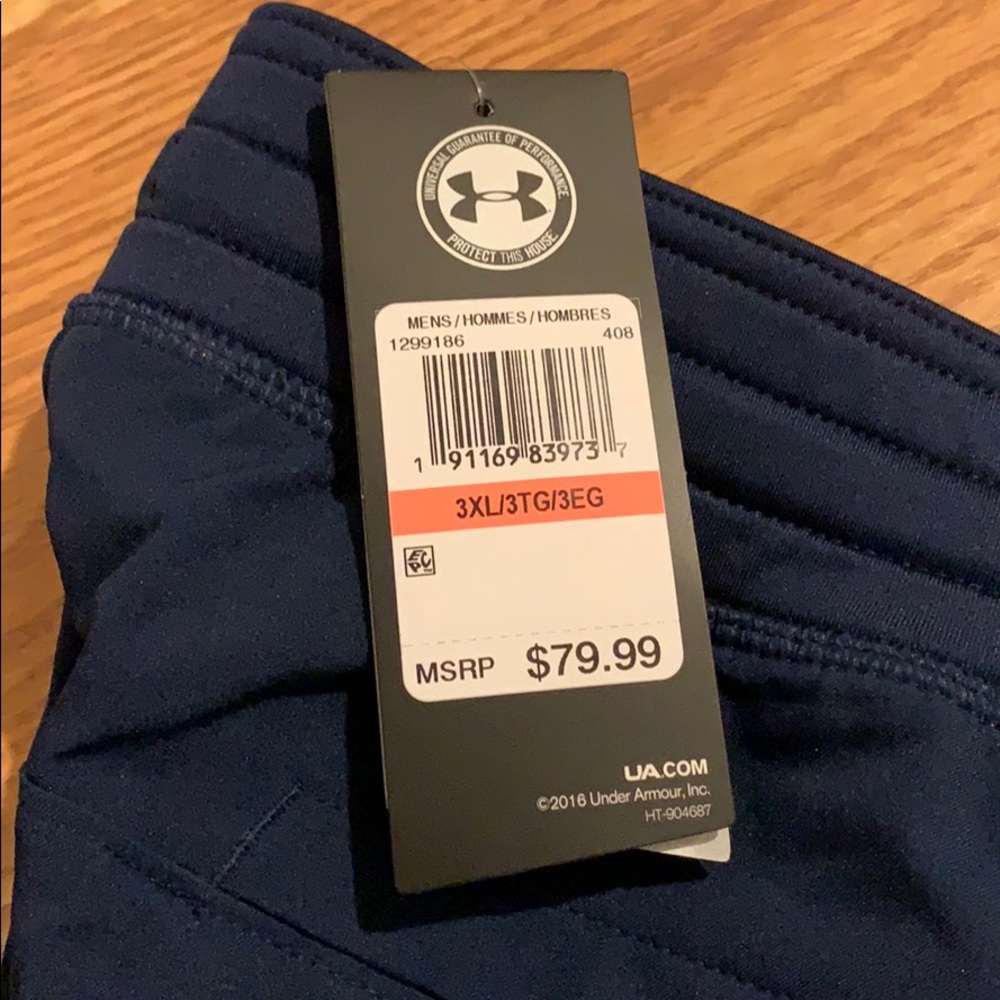 UNIVERSAL GUARANTEE OF PERFORMANCE
PROTECT THIS HOUSE
MENS / HOMMES / HOMBRES
1299186 408
1 91169 83973 7
3XL/3TG/3EG
EPC
MSRP $79.99
UA.COM
©2016 Under Armour, Inc.
HT-904687